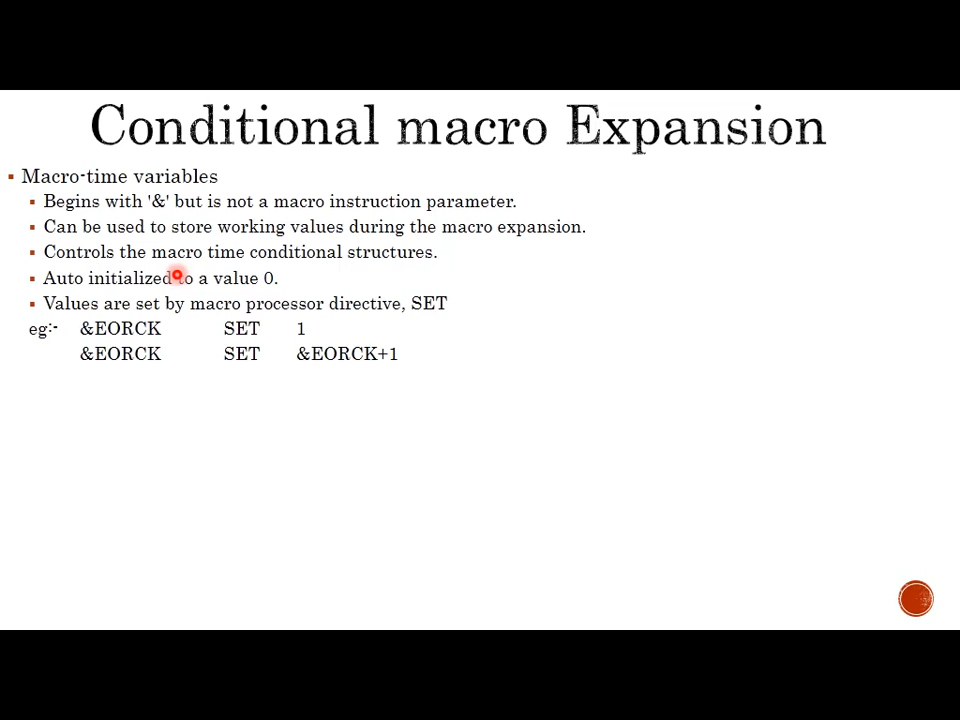 Conditional macro Expansion
▪ Macro-time variables
▪ Begins with '&' but is not a macro instruction parameter.
▪ Can be used to store working values during the macro expansion.
▪ Controls the macro time conditional structures.
▪ Auto initialized to a value 0.
▪ Values are set by macro processor directive, SET
eg:- &EORCK SET 1
&EORCK SET &EORCK+1